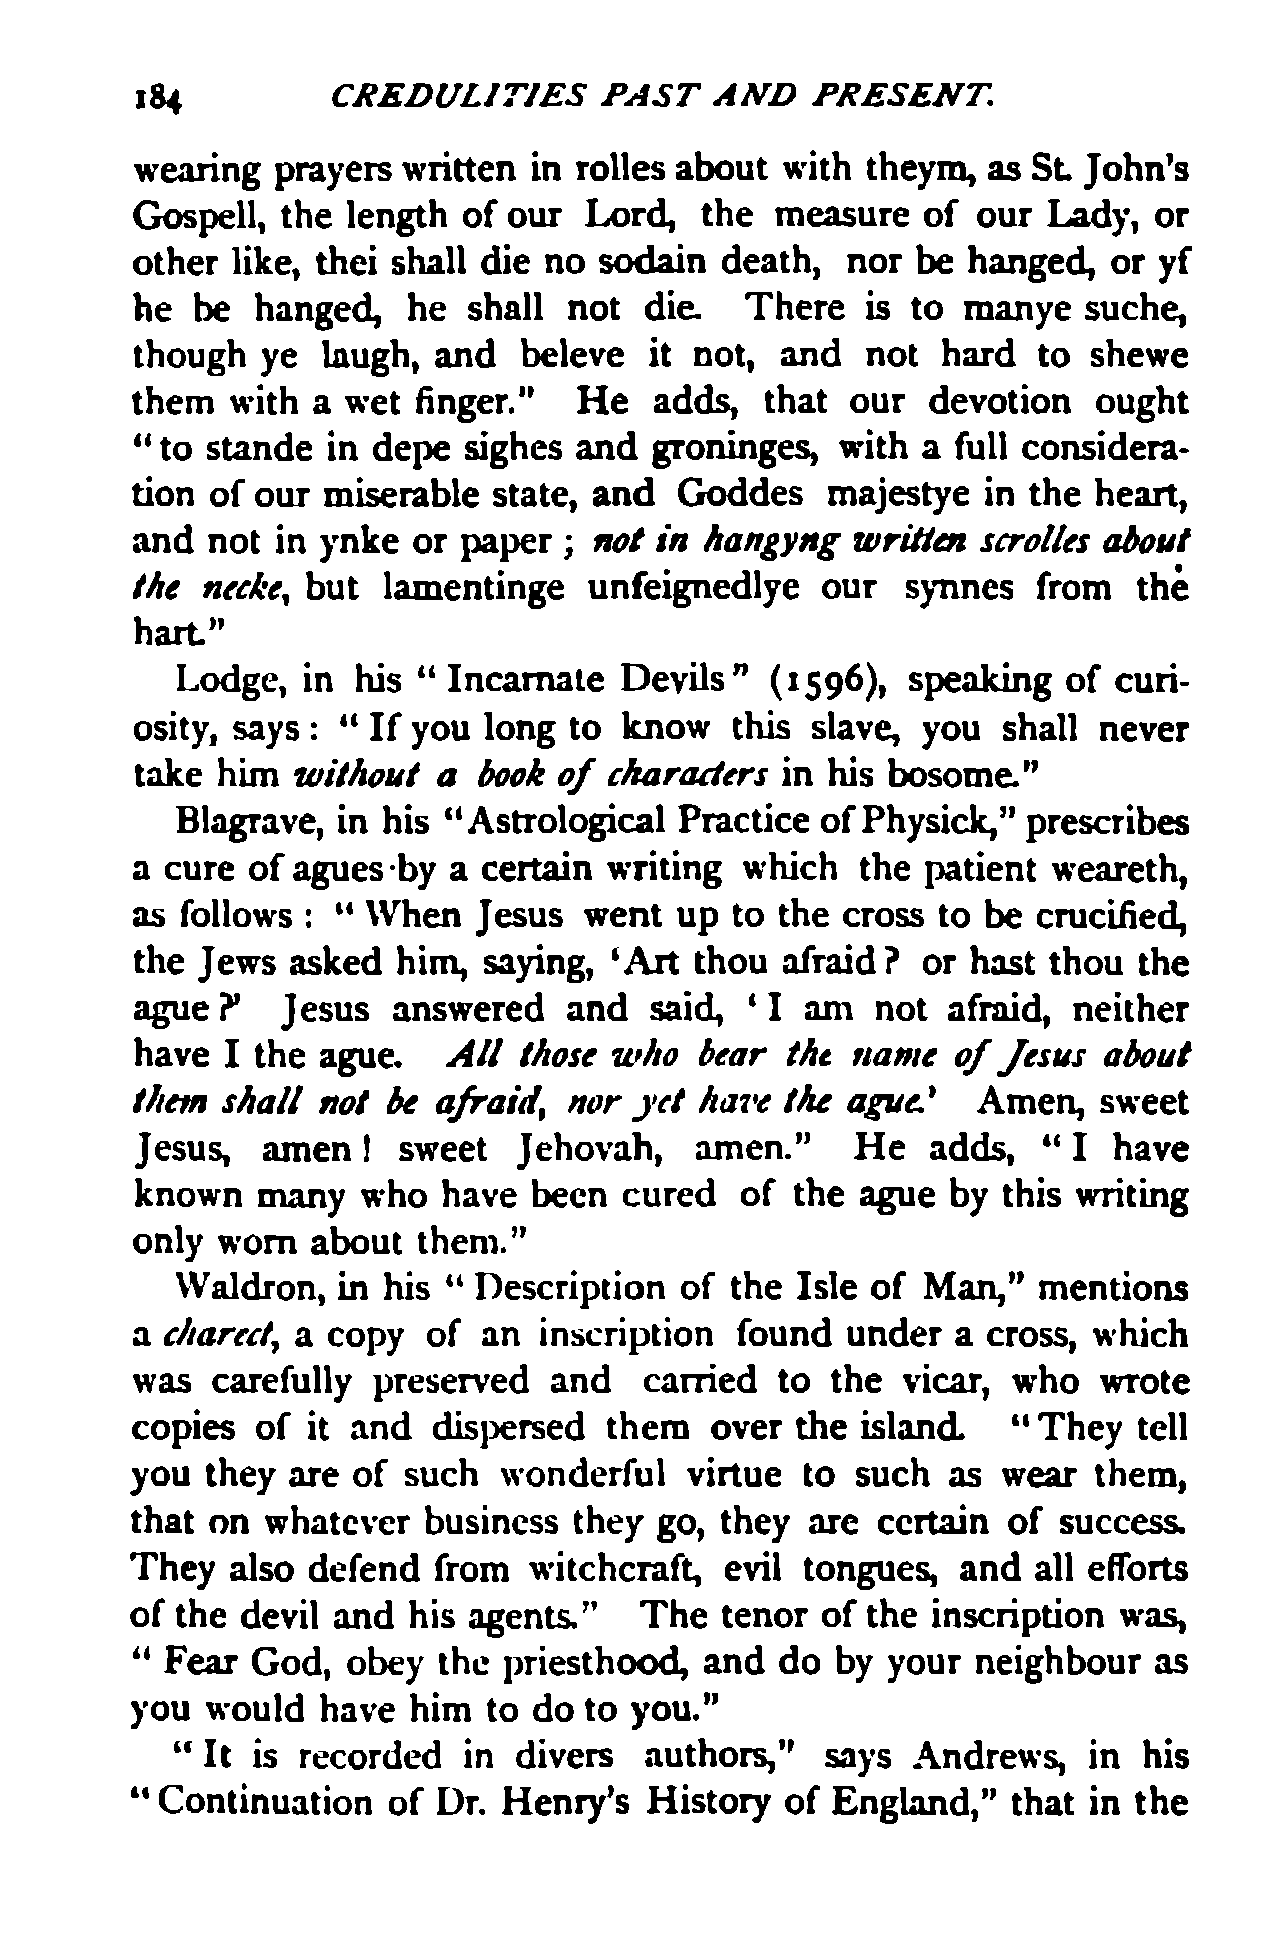 184 CREDULITIES PAST AND PRESENT.
wearing prayers written in rolles about with theym, as St. John's
Gospell, the length of our Lord, the measure of our Lady, or
other like, thei shall die no sodain death, nor be hanged, or yf
he be hanged, he shall not die. There is to manye suche,
though ye laugh, and beleve it not, and not hard to shewe
them with a wet finger." He adds, that our devotion ought
"to stande in depe sighes and groninges, with a full considera-
tion of our miserable state, and Goddes majestye in the heart,
and not in ynke or paper; not in hangyng written scrolles about
the necke, but lamentinge unfeignedlye our synnes from the
hart."
Lodge, in his "Incarnate Devils" (1596), speaking of curi-
osity, says: "If you long to know this slave, you shall never
take him without a book of characters in his bosome."
Blagrave, in his "Astrological Practice of Physick," prescribes
a cure of agues by a certain writing which the patient weareth,
as follows: "When Jesus went up to the cross to be crucified,
the Jews asked him, saying, 'Art thou afraid? or hast thou the
ague?' Jesus answered and said, 'I am not afraid, neither
have I the ague. All those who bear the name of Jesus about
them shall not be afraid, nor yet have the ague.' Amen, sweet
Jesus, amen! sweet Jehovah, amen." He adds, "I have
known many who have been cured of the ague by this writing
only worn about them."
Waldron, in his "Description of the Isle of Man," mentions
a charect, a copy of an inscription found under a cross, which
was carefully preserved and carried to the vicar, who wrote
copies of it and dispersed them over the island. "They tell
you they are of such wonderful virtue to such as wear them,
that on whatever business they go, they are certain of success.
They also defend from witchcraft, evil tongues, and all efforts
of the devil and his agents." The tenor of the inscription was,
"Fear God, obey the priesthood, and do by your neighbour as
you would have him to do to you."
"It is recorded in divers authors," says Andrews, in his
"Continuation of Dr. Henry's History of England," that in the